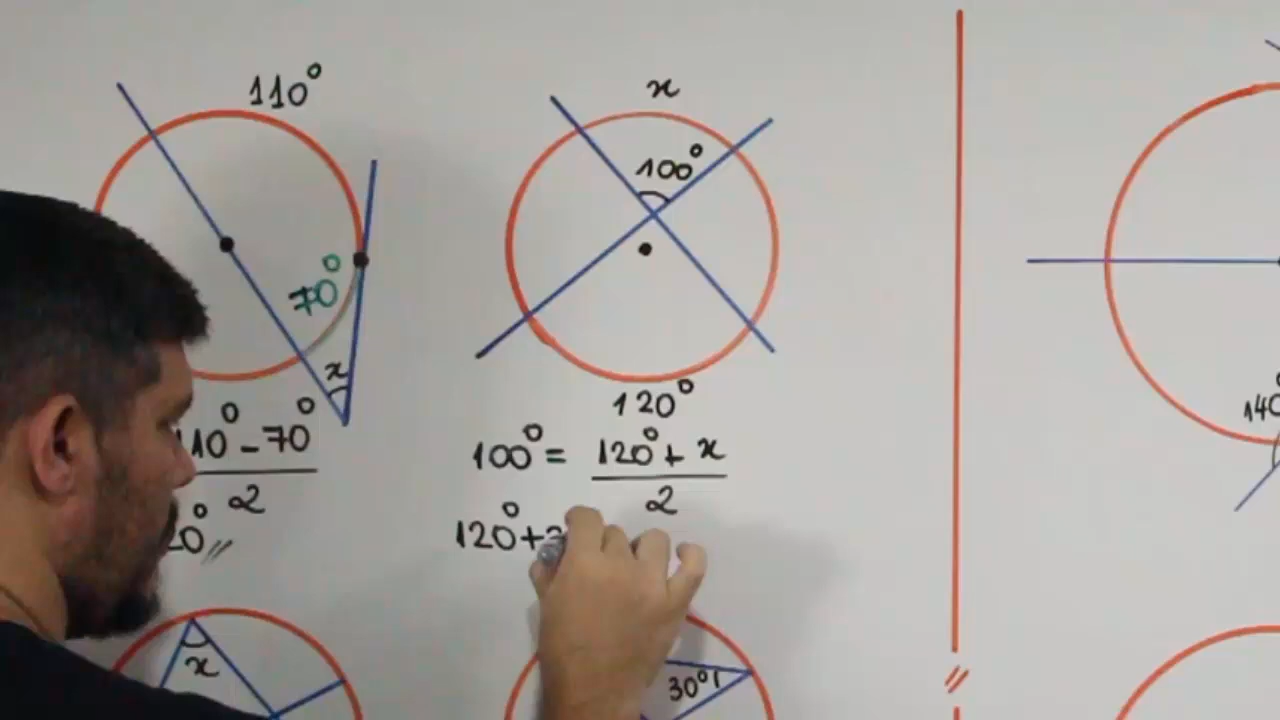 110°
70°
x
110° - 70°
2
20° //
x
100°
120°
100° = 120° + x
2
120° +
x
30°
140
//